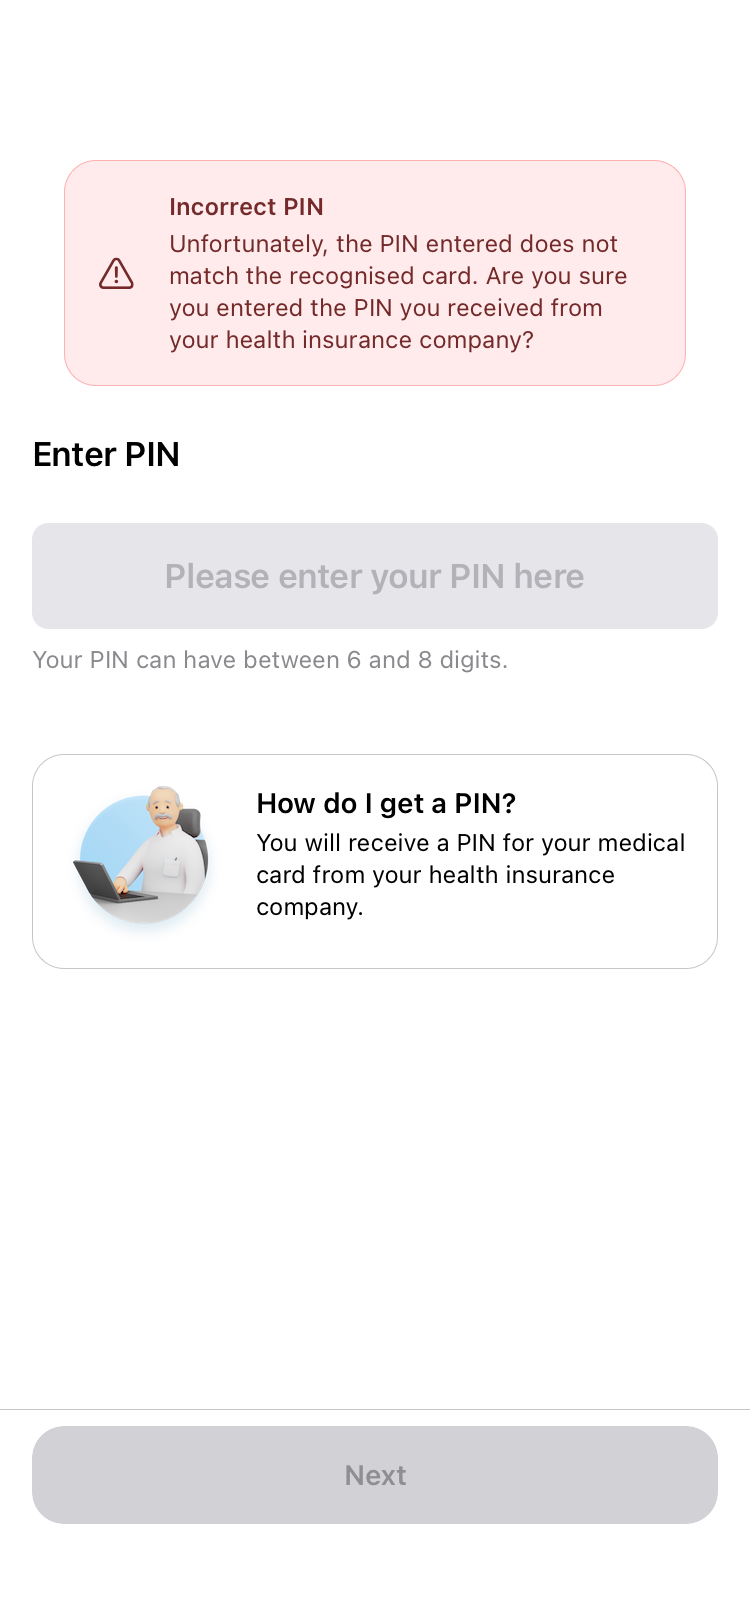 Incorrect PIN
Unfortunately, the PIN entered does not
match the recognised card. Are you sure
you entered the PIN you received from
your health insurance company?
Enter PIN
Please enter your PIN here
Your PIN can have between 6 and 8 digits.
How do I get a PIN?
You will receive a PIN for your medical
card from your health insurance
company.
Next